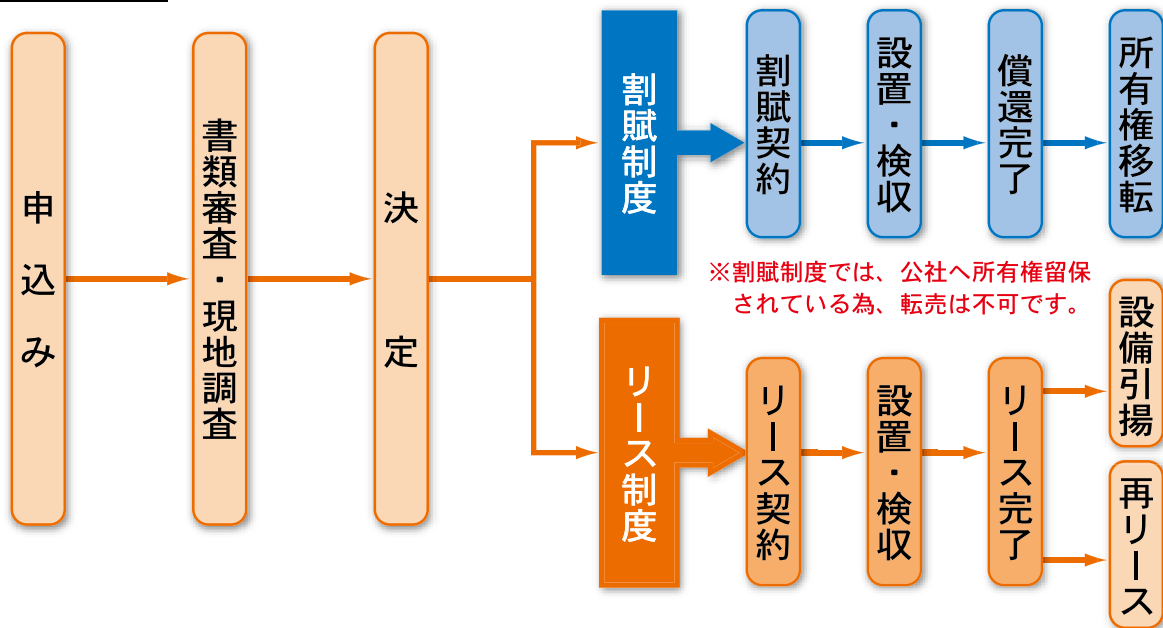 申込み
書類審査・現地調査
決定
割賦制度
割賦契約
設置・検収
償還完了
所有権移転
※割賦制度では、公社へ所有権留保
されている為、転売は不可です。
リース制度
リース契約
設置・検収
リース完了
設備引揚
再リース